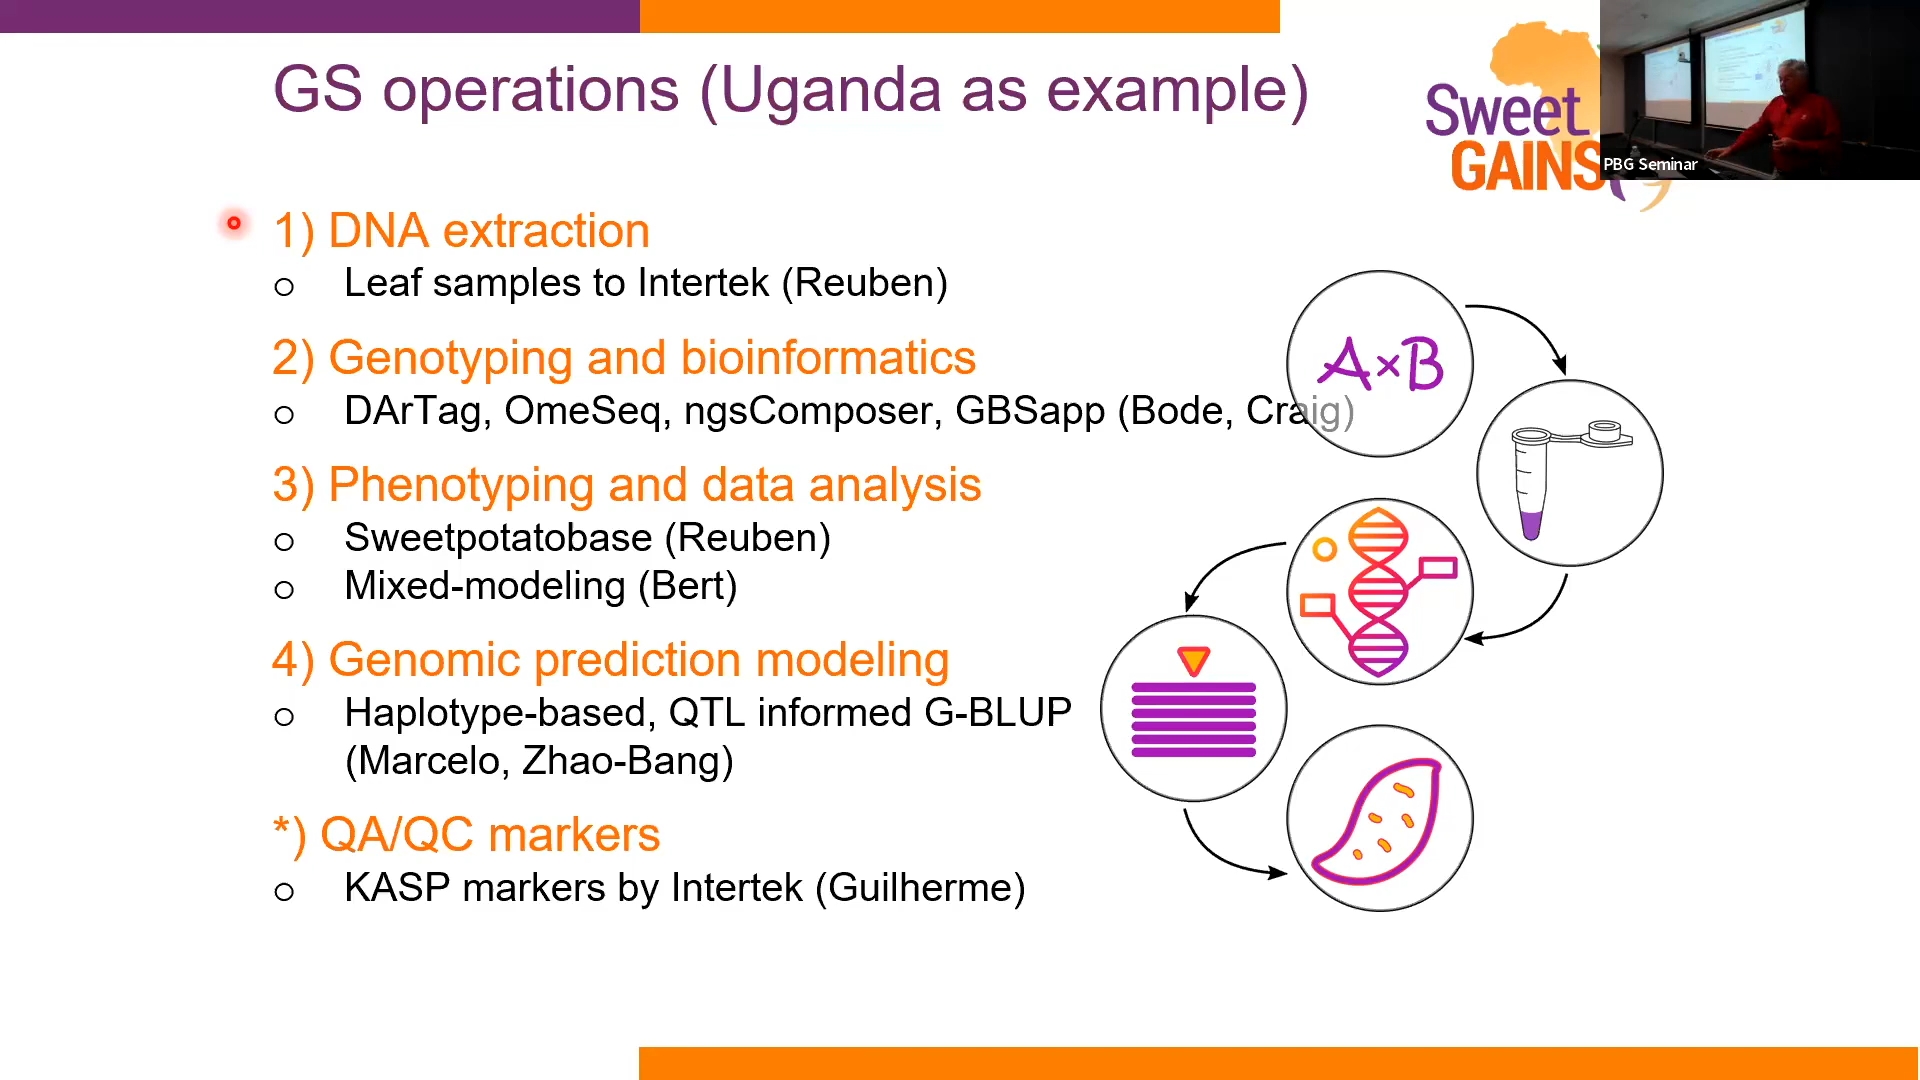 GS operations (Uganda as example)
Sweet
GAINS
PBG Seminar
1) DNA extraction
o Leaf samples to Intertek (Reuben)
2) Genotyping and bioinformatics
o DArTag, OmeSeq, ngsComposer, GBSapp (Bode, Craig)
3) Phenotyping and data analysis
o Sweetpotatobase (Reuben)
o Mixed-modeling (Bert)
4) Genomic prediction modeling
o Haplotype-based, QTL informed G-BLUP
(Marcelo, Zhao-Bang)
*) QA/QC markers
o KASP markers by Intertek (Guilherme)
A×B